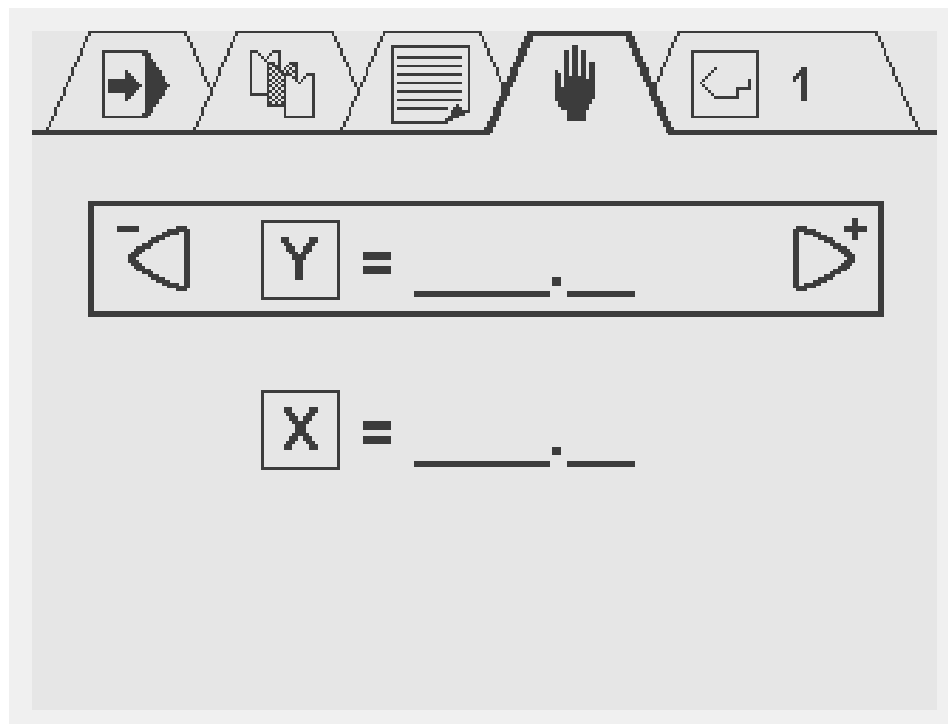 1
Y = ____.__
X = ____.__